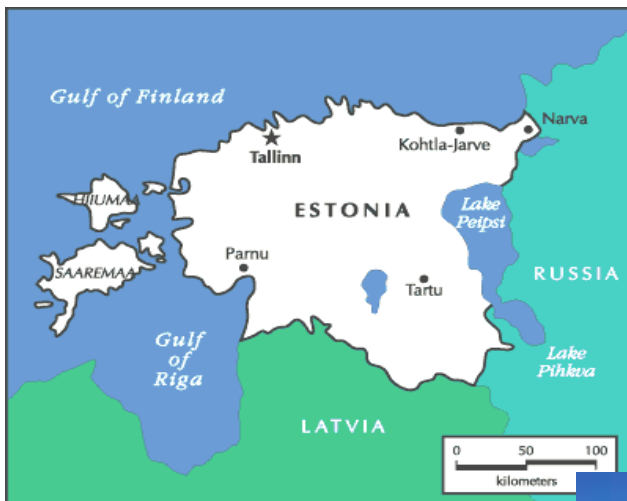 Gulf of Finland
Narva
Kohtla-Jarve
Tallinn
HIIUMAA
ESTONIA
Lake
Peipsi
Parnu
SAAREMAA
RUSSIA
Tartu
Gulf
of
Riga
Lake
Pihkva
LATVIA
0 50 100
kilometers